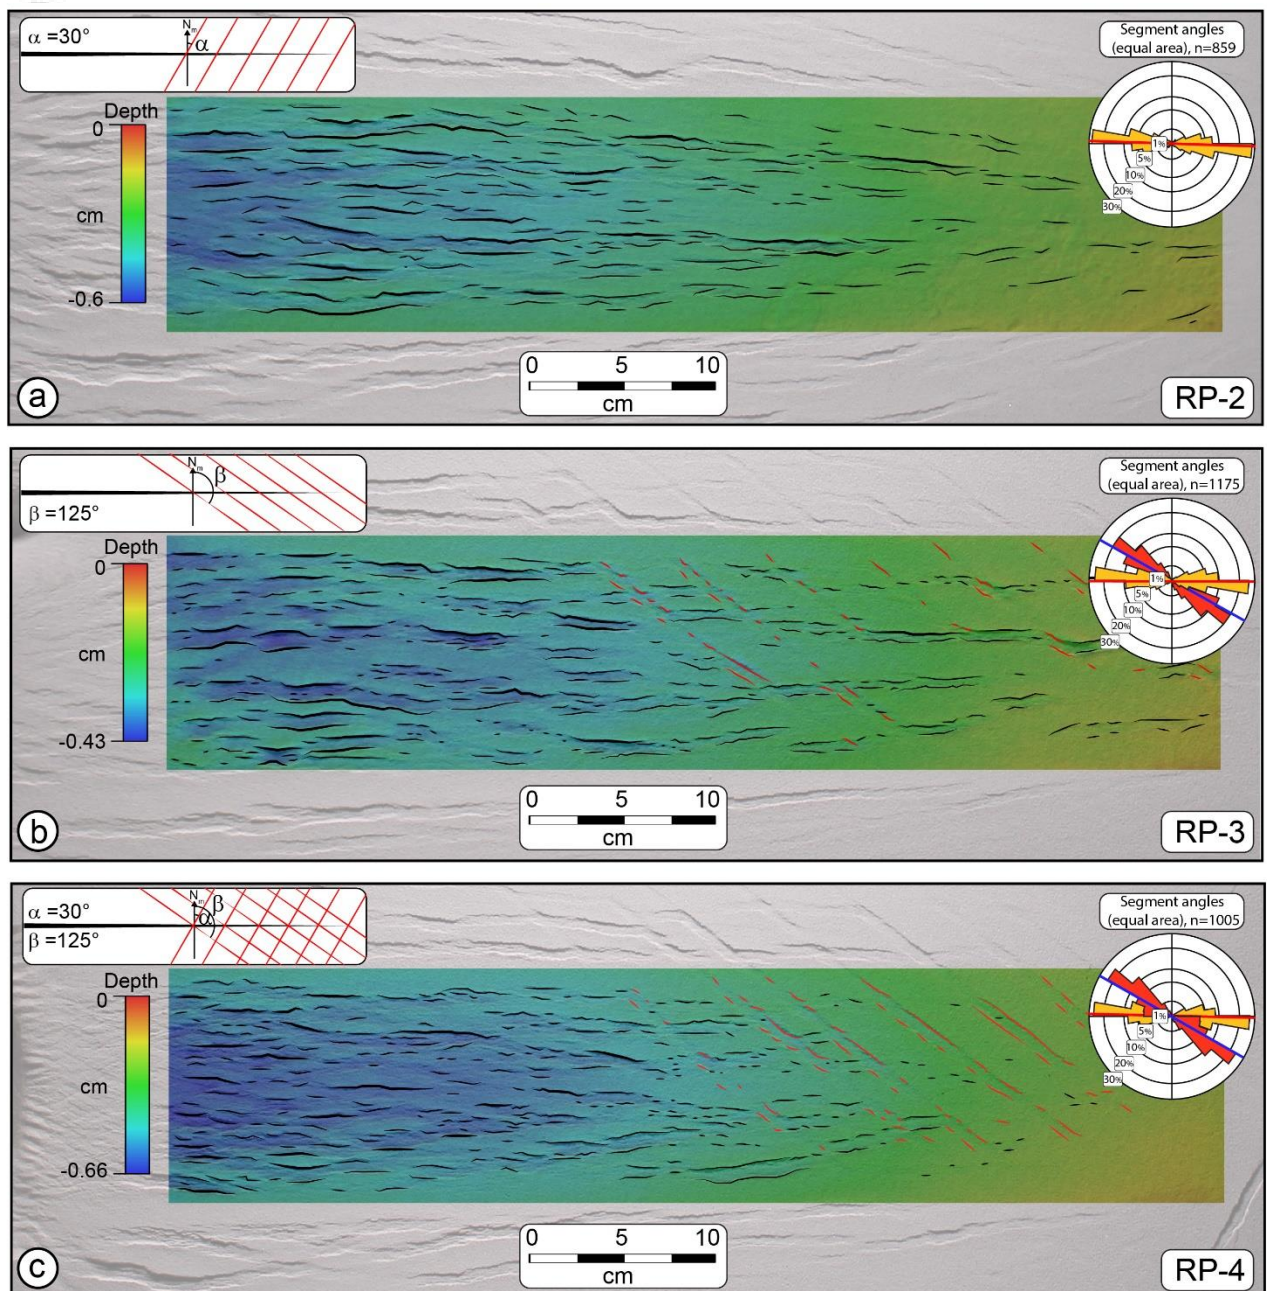 α =30°
Nm
α
Segment angles
(equal area), n=859
Depth
0
cm
-0.6
1%
5%
10%
20%
30%
0 5 10
cm
a
RP-2
Nm
β
β =125°
Segment angles
(equal area), n=1175
Depth
0
cm
-0.43
1%
5%
10%
20%
30%
0 5 10
cm
b
RP-3
α =30°
β =125°
Nm
β
α
Segment angles
(equal area), n=1005
Depth
0
cm
-0.66
1%
5%
10%
20%
30%
0 5 10
cm
c
RP-4